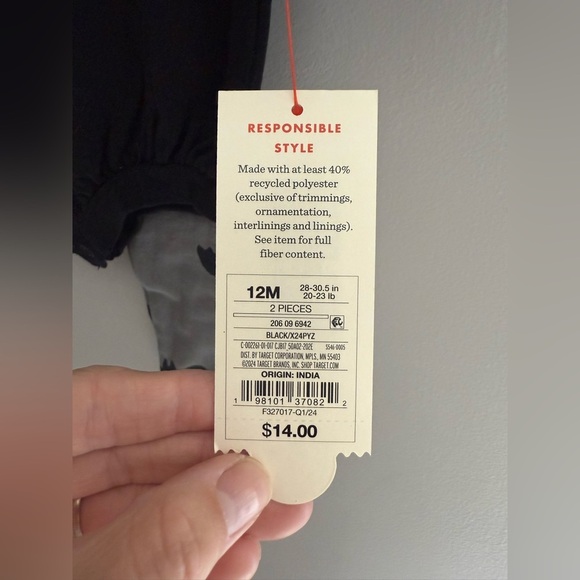 RESPONSIBLE
STYLE
Made with at least 40%
recycled polyester
(exclusive of trimmings,
ornamentation,
interlinings and linings).
See item for full
fiber content.
12M
28-30.5 in
20-23 lb
2 PIECES
206 09 6942
BLACK/X24PYZ
5546-0005
DIST. BY TARGET CORPORATION, MPLS., MN 55403
©2024 TARGET BRANDS, INC. SHOP TARGET.COM
ORIGIN: INDIA
1 98101 37082 2
F327017-Q1/24
$14.00